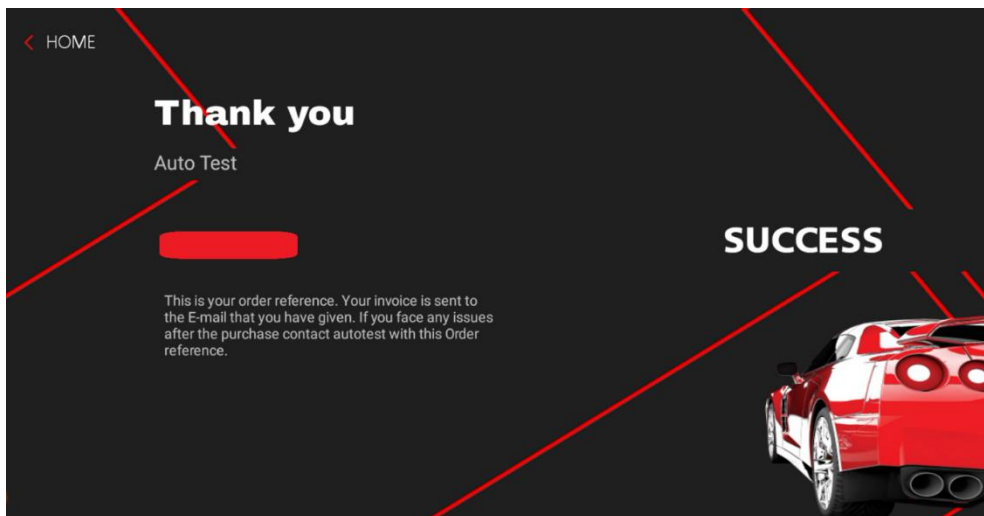 HOME
Thank you
Auto Test
SUCCESS
This is your order reference. Your invoice is sent to
the E-mail that you have given. If you face any issues
after the purchase contact autotest with this Order
reference.